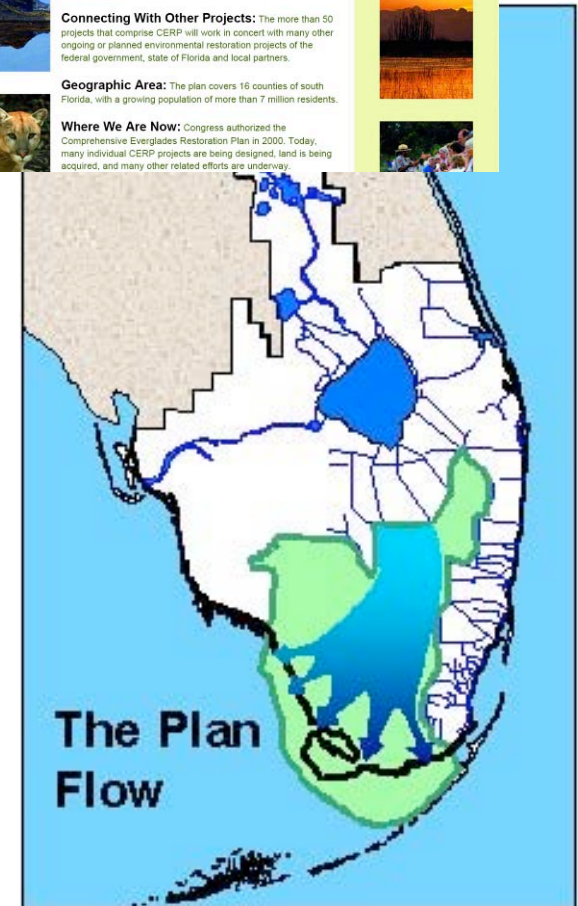 Connecting With Other Projects: The more than 50
projects that comprise CERP will work in concert with many other
ongoing or planned environmental restoration projects of the
federal government, state of Florida and local partners.
Geographic Area: The plan covers 16 counties of south
Florida, with a growing population of more than 7 million residents.
Where We Are Now: Congress authorized the
Comprehensive Everglades Restoration Plan in 2000. Today,
many individual CERP projects are being designed, land is being
acquired, and many other related efforts are underway.
The Plan
Flow